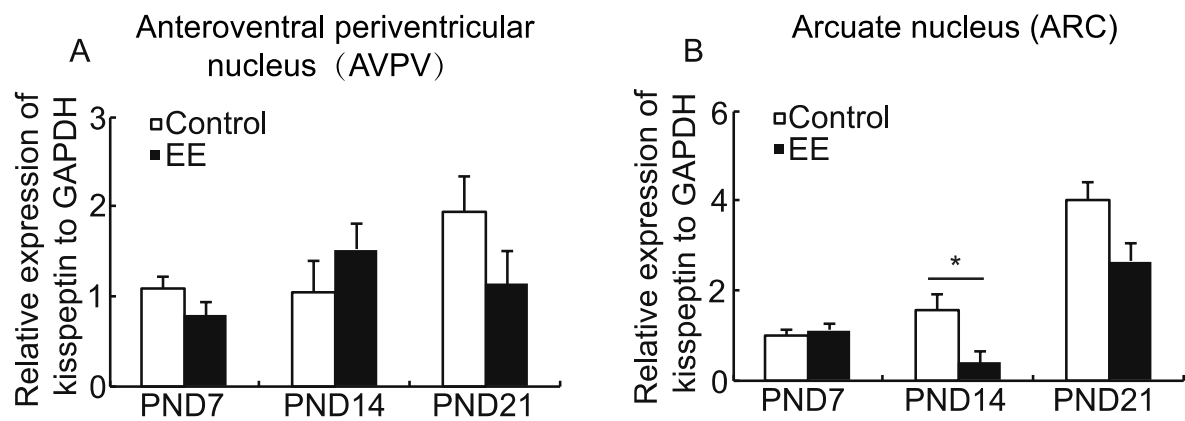 A
Anteroventral periventricular
nucleus（AVPV）
Relative expression of
kisspeptin to GAPDH
3
2
1
0
Control
EE
PND7 PND14 PND21
B
Arcuate nucleus (ARC)
Relative expression of
kisspeptin to GAPDH
6
4
2
0
Control
EE
*
PND7 PND14 PND21